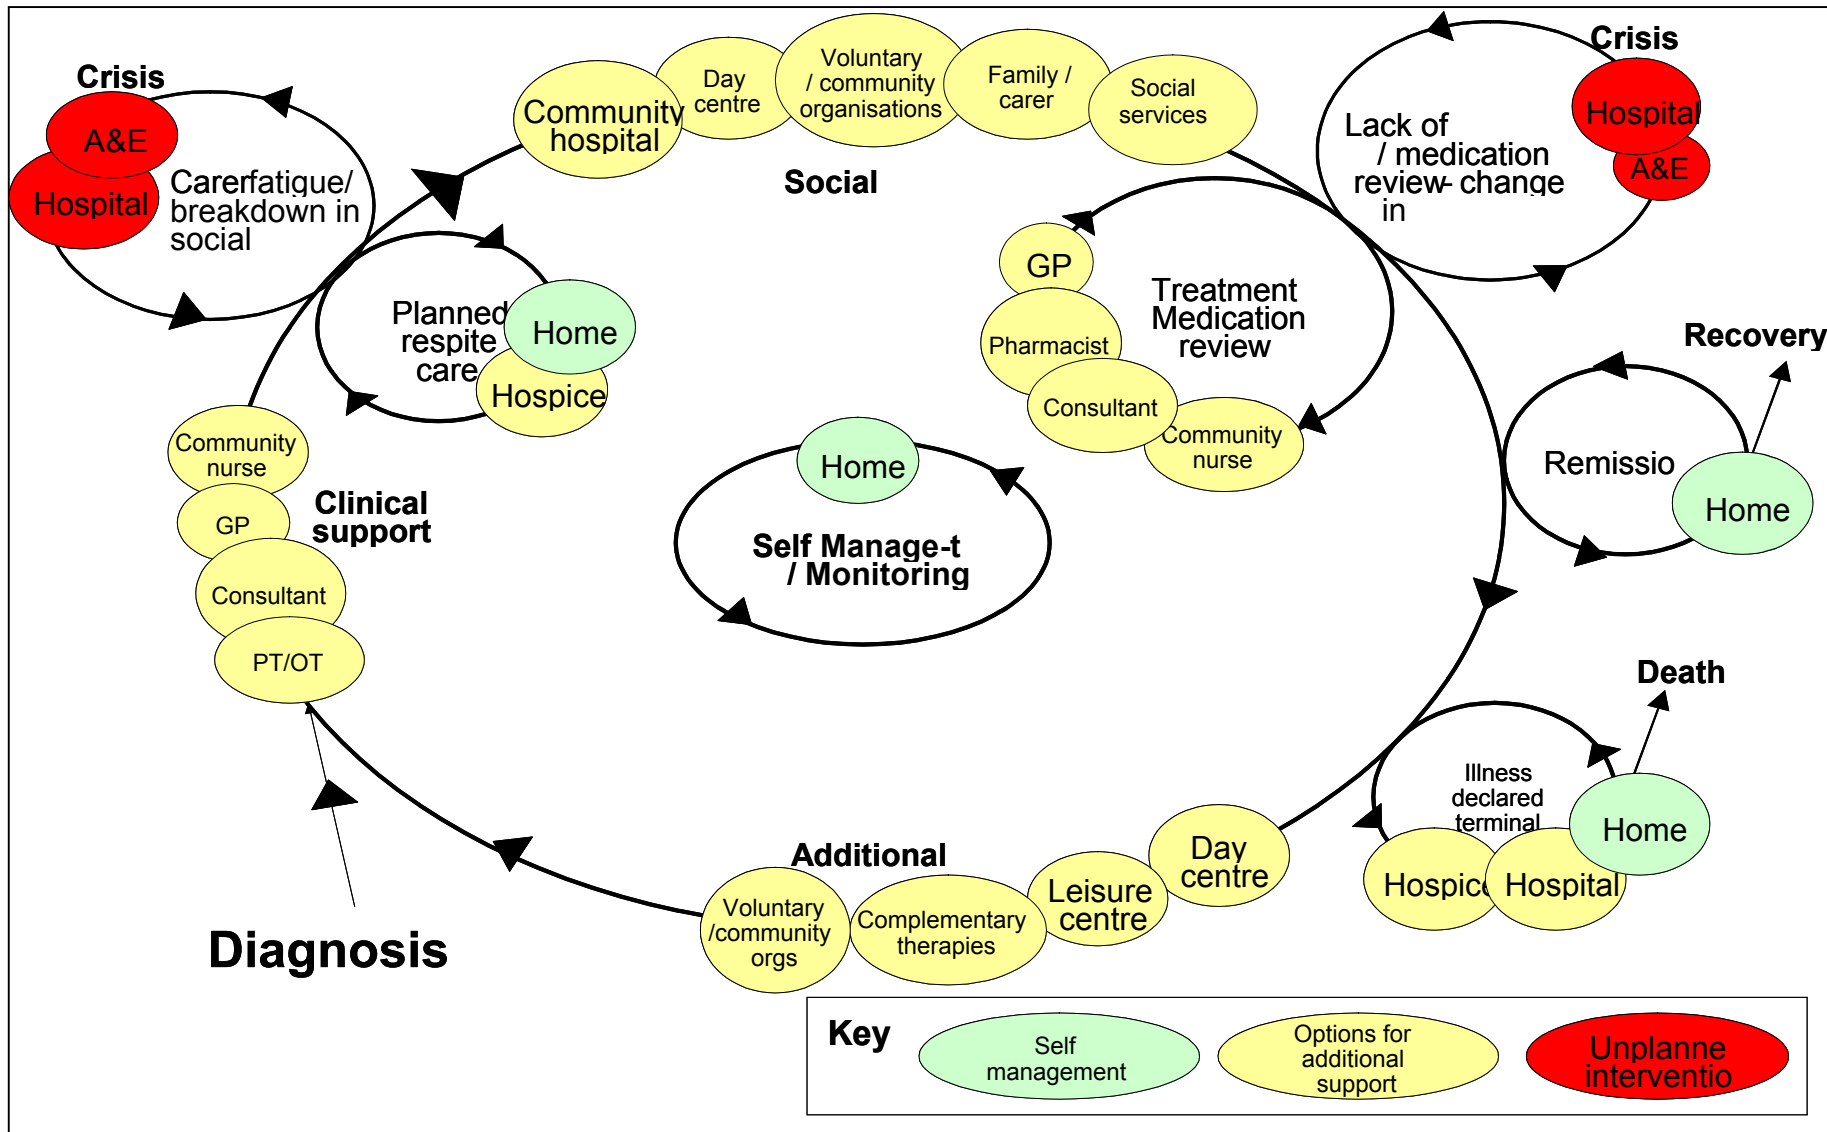 Crisis
A&E
Hospital
Carerfatigue/
breakdown in
social
Community
hospital
Day
centre
Voluntary
/ community
organisations
Family /
carer
Social
services
Social
Crisis
Hospital
A&E
Lack of
/ medication
review- change
in
Planned
respite
care
Home
Hospice
GP
Pharmacist
Consultant
Community
nurse
Treatment
Medication
review
Recovery
Remissio
Home
Community
nurse
GP
Consultant
PT/OT
Clinical
support
Home
Self Manage-t
/ Monitoring
Death
Illness
declared
terminal
Home
Hospice
Hospital
Diagnosis
Additional
Voluntary
/community
orgs
Complementary
therapies
Leisure
centre
Day
centre
Key
Self
management
Options for
additional
support
Unplanne
interventio